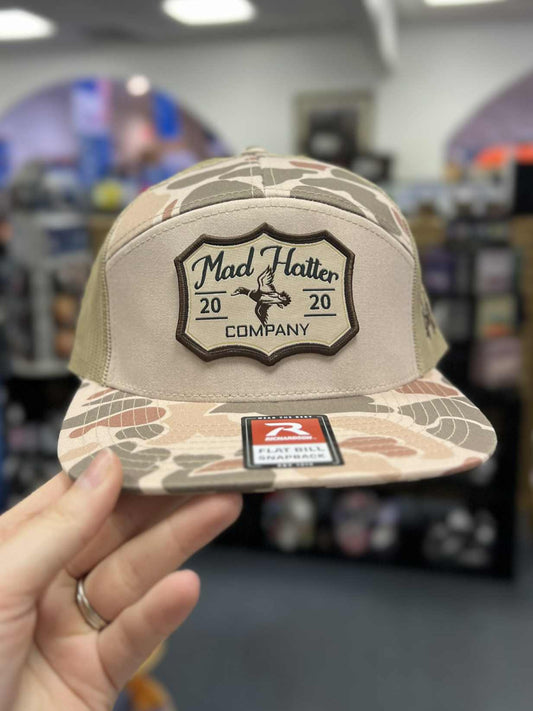 Mad Hatter
20 20
COMPANY
R
RICHARDSON
FLAT BILL
SNAPBACK